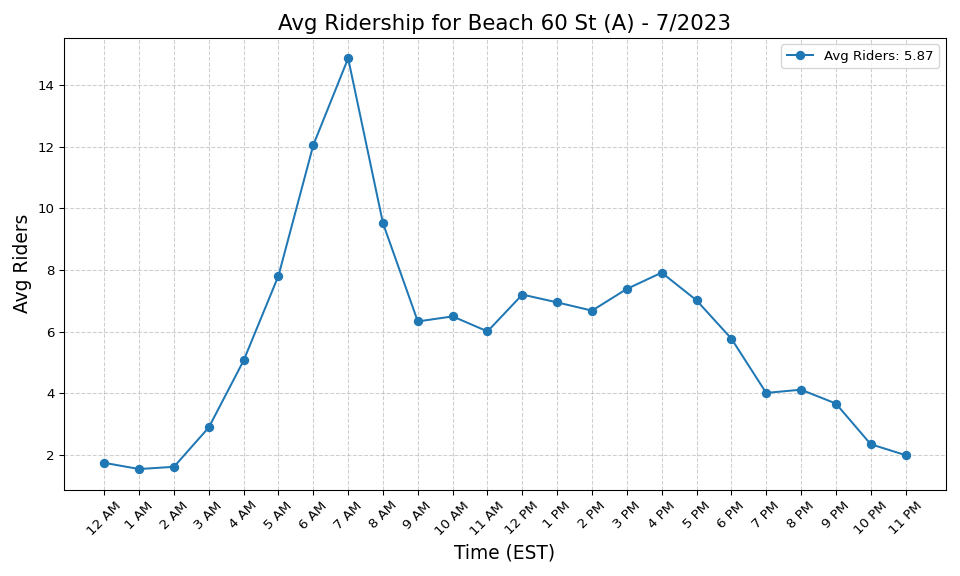 Avg Ridership for Beach 60 St (A) - 7/2023
Avg Riders: 5.87
Avg Riders
14
12
10
8
6
4
2
12 AM
1 AM
2 AM
3 AM
4 AM
5 AM
6 AM
7 AM
8 AM
9 AM
10 AM
11 AM
12 PM
1 PM
2 PM
3 PM
4 PM
5 PM
6 PM
7 PM
8 PM
9 PM
10 PM
11 PM
Time (EST)